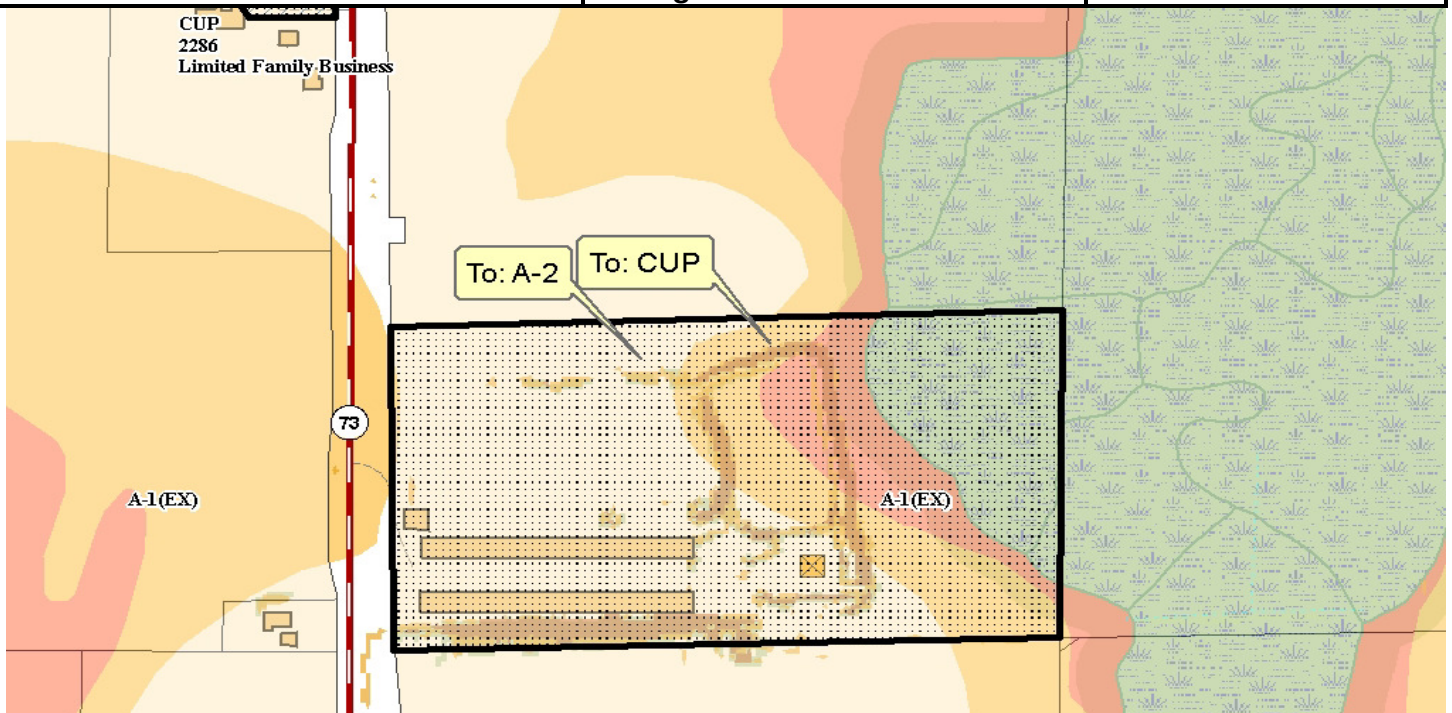 CUP
2286
Limited Family Business
To: A-2
To: CUP
73
A-1(EX)
A-1(EX)